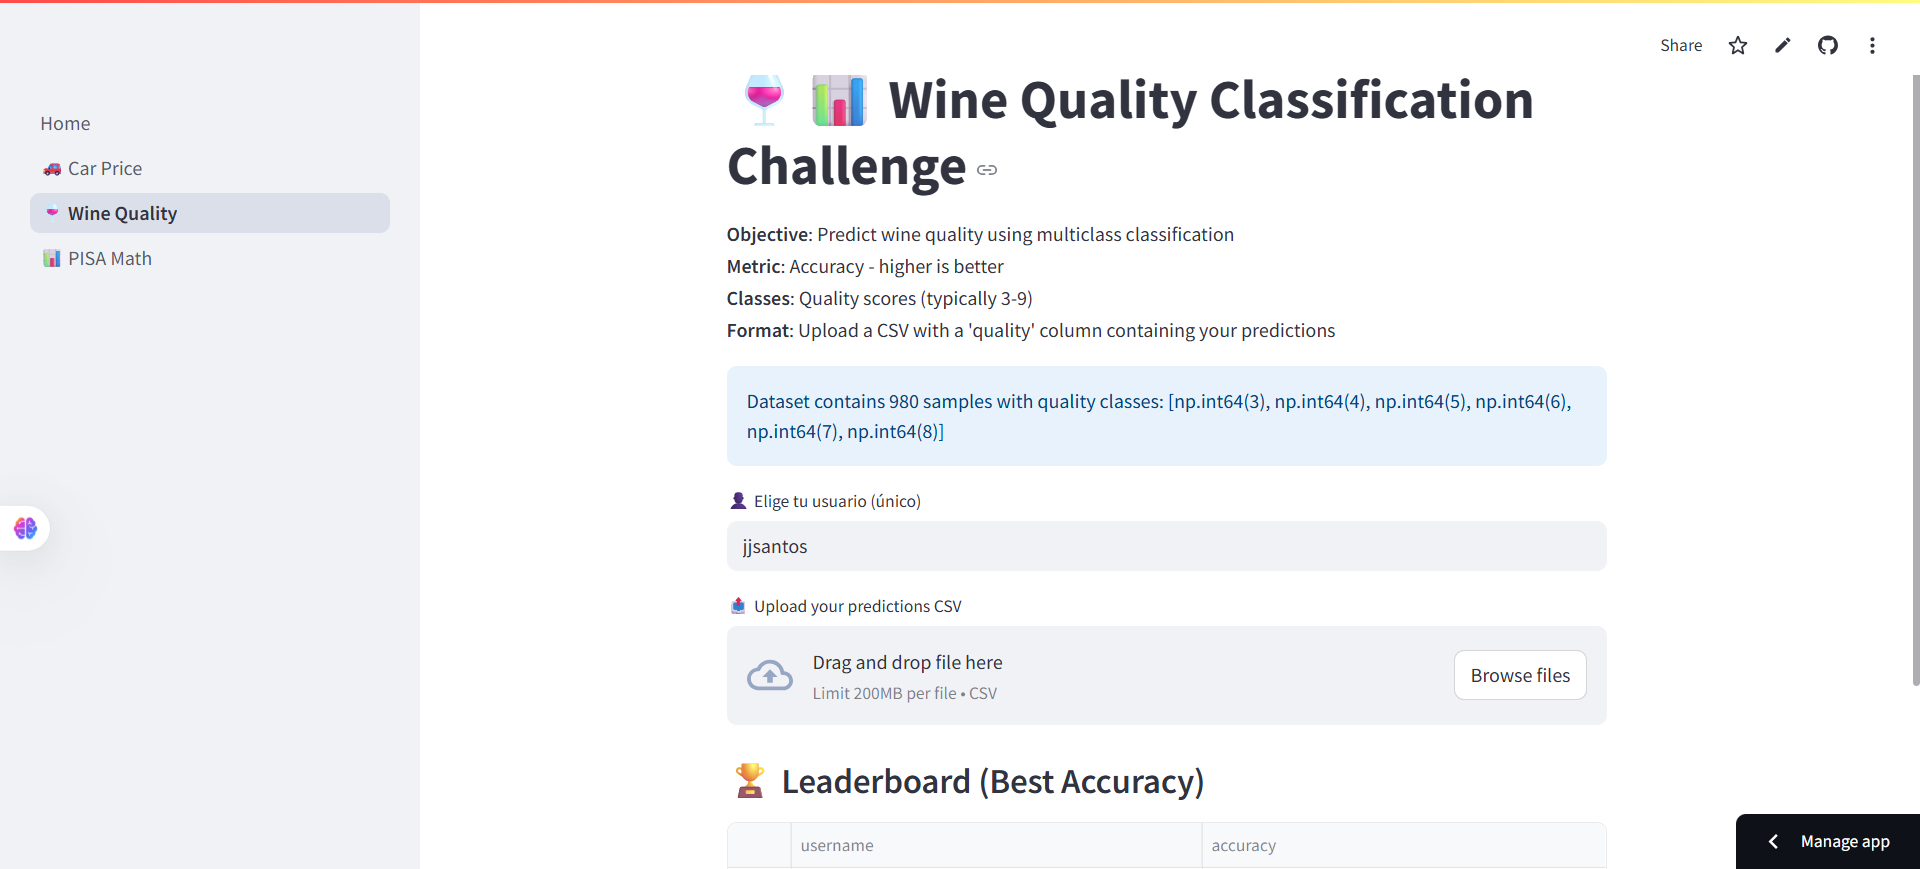 Share
Home
Car Price
Wine Quality
PISA Math
Wine Quality Classification
Challenge
Objective: Predict wine quality using multiclass classification
Metric: Accuracy - higher is better
Classes: Quality scores (typically 3-9)
Format: Upload a CSV with a 'quality' column containing your predictions
Dataset contains 980 samples with quality classes: [np.int64(3), np.int64(4), np.int64(5), np.int64(6),
np.int64(7), np.int64(8)]
Elige tu usuario (único)
jjsantos
Upload your predictions CSV
Drag and drop file here
Limit 200MB per file • CSV
Browse files
Leaderboard (Best Accuracy)
username accuracy
Manage app